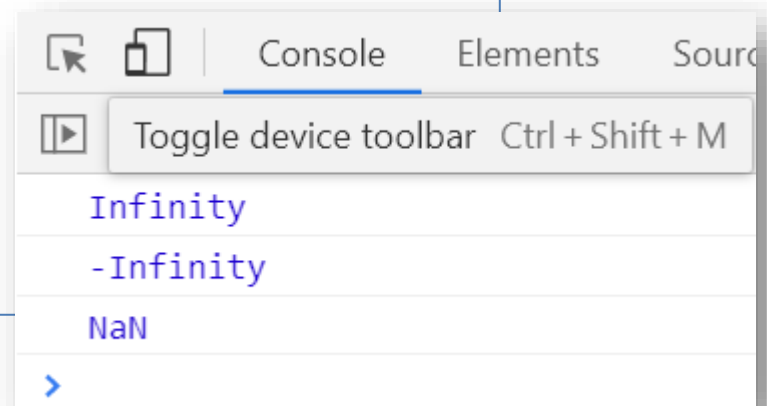 Console Elements Sourc
Toggle device toolbar Ctrl + Shift + M
Infinity
-Infinity
NaN